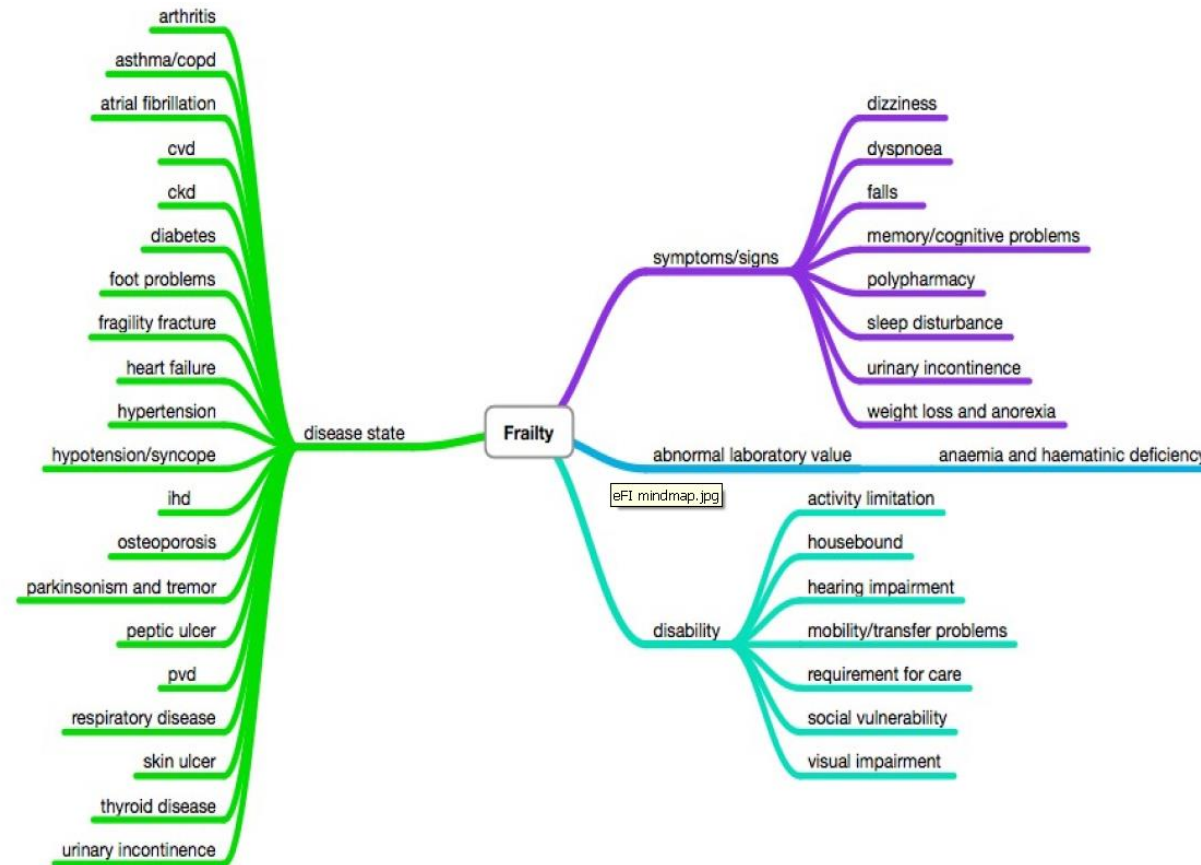 arthritis
asthma/copd
atrial fibrillation
cvd
ckd
diabetes
foot problems
fragility fracture
heart failure
hypertension
hypotension/syncope
ihd
osteoporosis
parkinsonism and tremor
peptic ulcer
pvd
respiratory disease
skin ulcer
thyroid disease
urinary incontinence
disease state
Frailty
symptoms/signs
dizziness
dyspnoea
falls
memory/cognitive problems
polypharmacy
sleep disturbance
urinary incontinence
weight loss and anorexia
abnormal laboratory value
anaemia and haematinic deficiency
eFI mindmap.jpg
disability
activity limitation
housebound
hearing impairment
mobility/transfer problems
requirement for care
social vulnerability
visual impairment